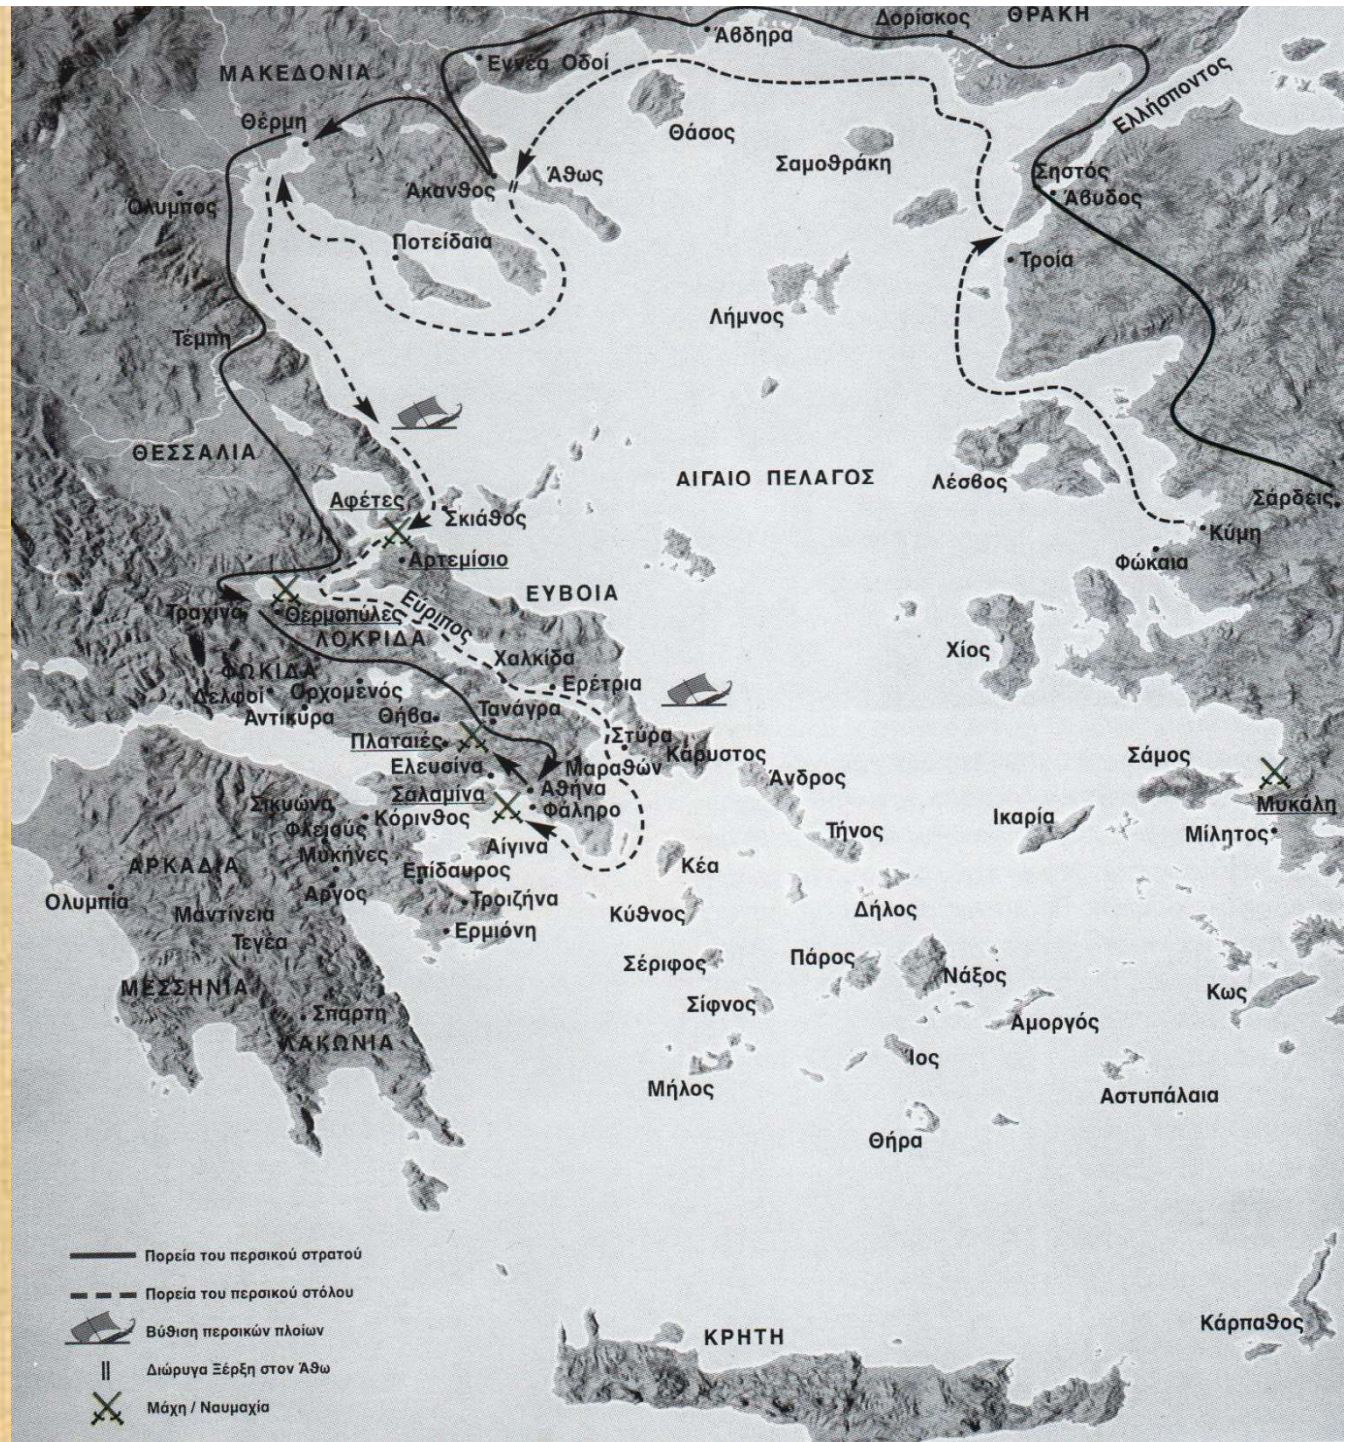 Δορίσκος
ΘΡΑΚΗ
Άβδηρα
Εννέα Οδοί
ΜΑΚΕΔΟΝΙΑ
Ελλήσποντος
Θέρμη
Θάσος
Σαμοθράκη
Άθως
Άκανθος
Σηστός
Άβυδος
Όλυμπος
Ποτείδαια
Τροία
Λήμνος
Τέμπη
ΘΕΣΣΑΛΙΑ
ΑΙΓΑΙΟ ΠΕΛΑΓΟΣ
Λέσβος
Σάρδεις
Αφέτες
Σκιάθος
Κύμη
Αρτεμίσιο
Φώκαια
ΕΥΒΟΙΑ
Τραχίνα
Θερμοπύλες
Εύριπος
ΛΟΚΡΙΔΑ
Χαλκίδα
Χίος
ΦΩΚΙΔΑ
Δελφοί
Ορχομενός
Ερέτρια
Αντίκυρα
Θήβα
Τανάγρα
Πλαταιές
Στύρα
Κάρυστος
Ελευσίνα
Μαραθών
Άνδρος
Σάμος
Αθήνα
Σαλαμίνα
Φάληρο
Μυκάλη
Σικυώνα
Κόρινθος
Ικαρία
Φλειούς
Τήνος
Μίλητος
Μυκήνες
Αίγινα
ΑΡΚΑΔΙΑ
Επίδαυρος
Κέα
Ολυμπία
Άργος
Τροιζήνα
Μαντίνεια
Κύθνος
Δήλος
Τεγέα
Ερμιόνη
Σέριφος
Πάρος
Νάξος
ΜΕΣΣΗΝΙΑ
Κως
Σίφνος
Σπάρτη
Αμοργός
ΛΑΚΩΝΙΑ
Ίος
Μήλος
Αστυπάλαια
Θήρα
Πορεία του περσικού στρατού
Πορεία του περσικού στόλου
Βύθιση περσικών πλοίων
Διώρυγα Ξέρξη στον Άθω
Μάχη / Ναυμαχία
ΚΡΗΤΗ
Κάρπαθος